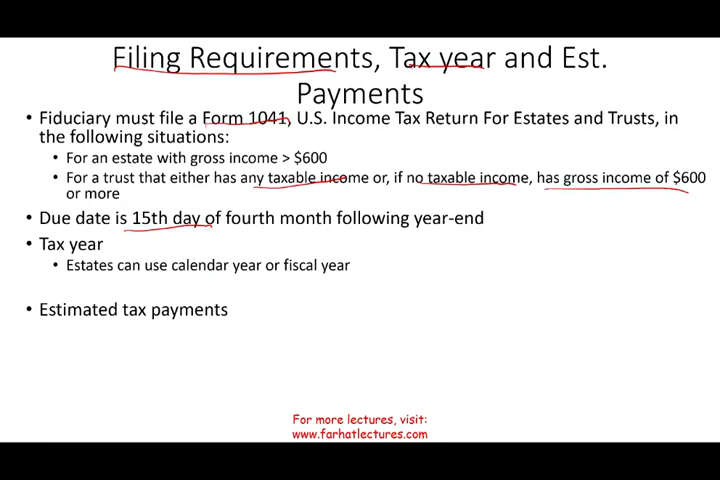 Filing Requirements, Tax year and Est.
Payments
• Fiduciary must file a Form 1041, U.S. Income Tax Return For Estates and Trusts, in
the following situations:
• For an estate with gross income > $600
• For a trust that either has any taxable income or, if no taxable income, has gross income of $600
or more
• Due date is 15th day of fourth month following year-end
• Tax year
• Estates can use calendar year or fiscal year
• Estimated tax payments
For more lectures, visit:
www.farhatlectures.com